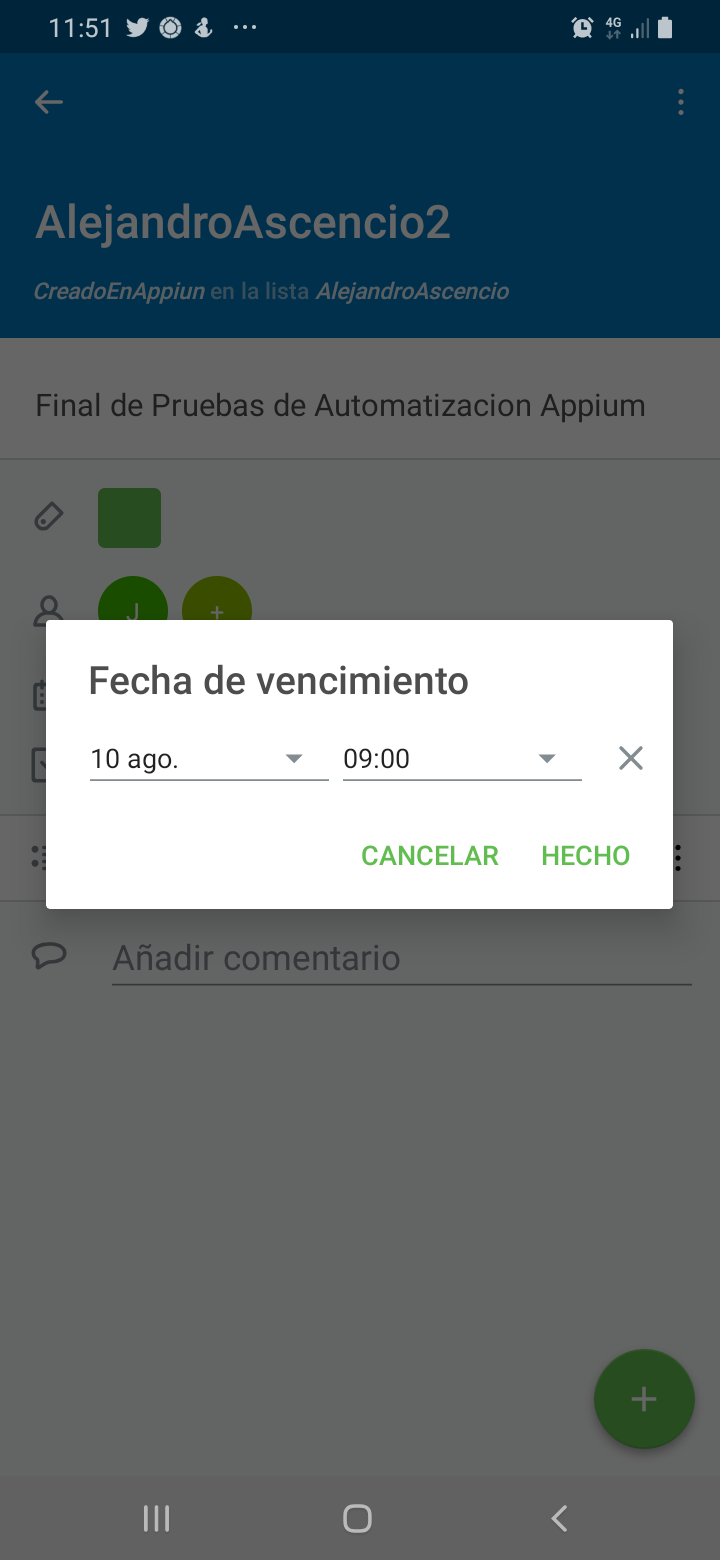 11:51
4G
AlejandroAscencio2
CreadoEnAppiun en la lista AlejandroAscencio
Final de Pruebas de Automatizacion Appium
J +
Fecha de vencimiento
10 ago. 09:00
CANCELAR HECHO
Añadir comentario